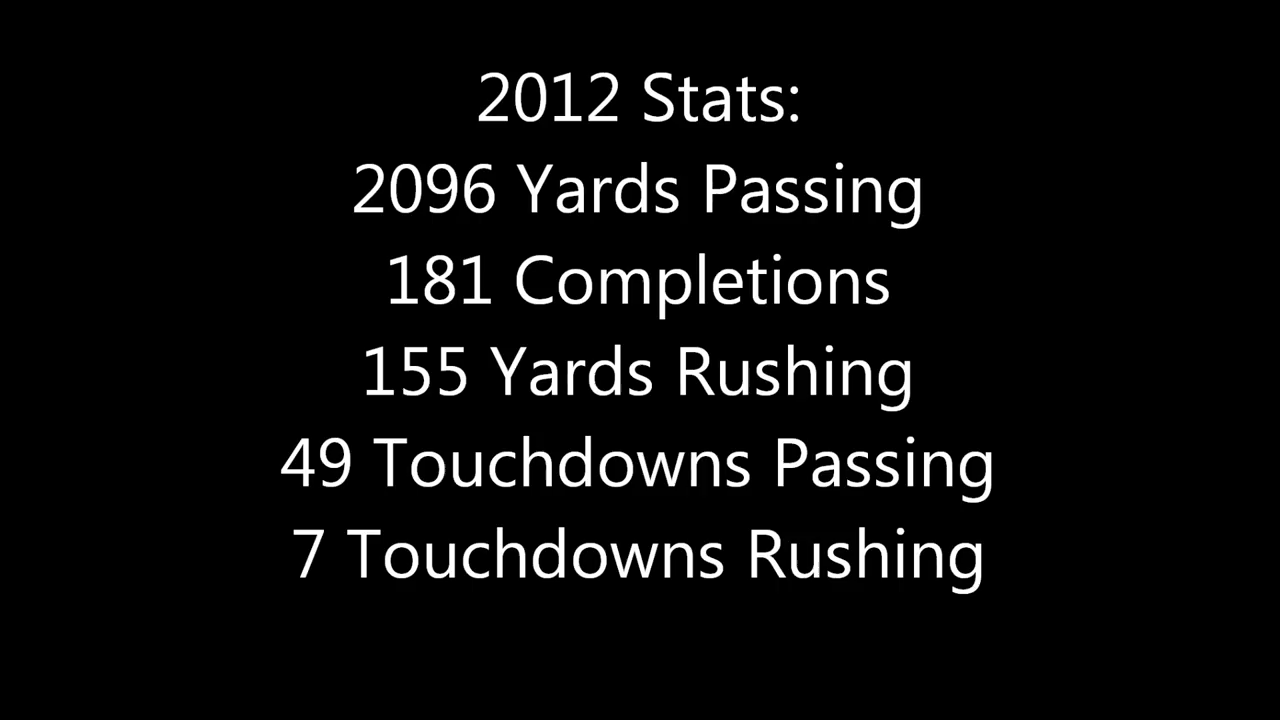 2012 Stats:
2096 Yards Passing
181 Completions
155 Yards Rushing
49 Touchdowns Passing
7 Touchdowns Rushing